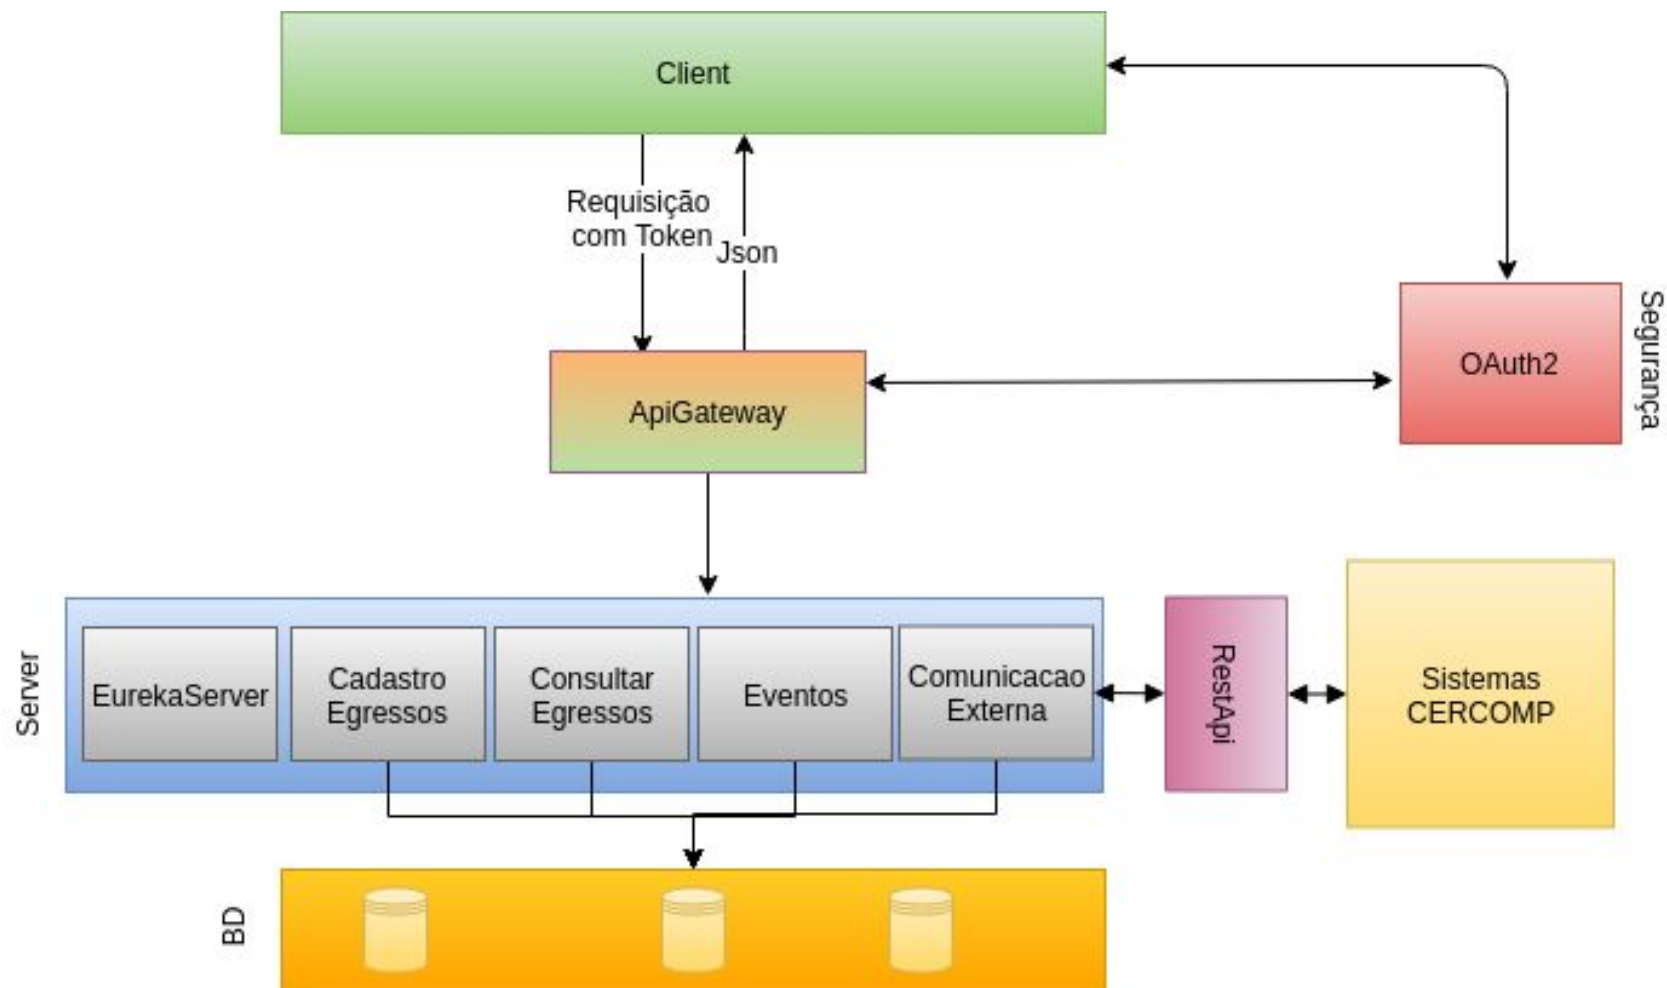 Client
Requisição
com Token
Json
ApiGateway
OAuth2
Segurança
Server
EurekaServer
Cadastro
Egressos
Consultar
Egressos
Eventos
Comunicacao
Externa
RestApi
Sistemas
CERCOMP
BD